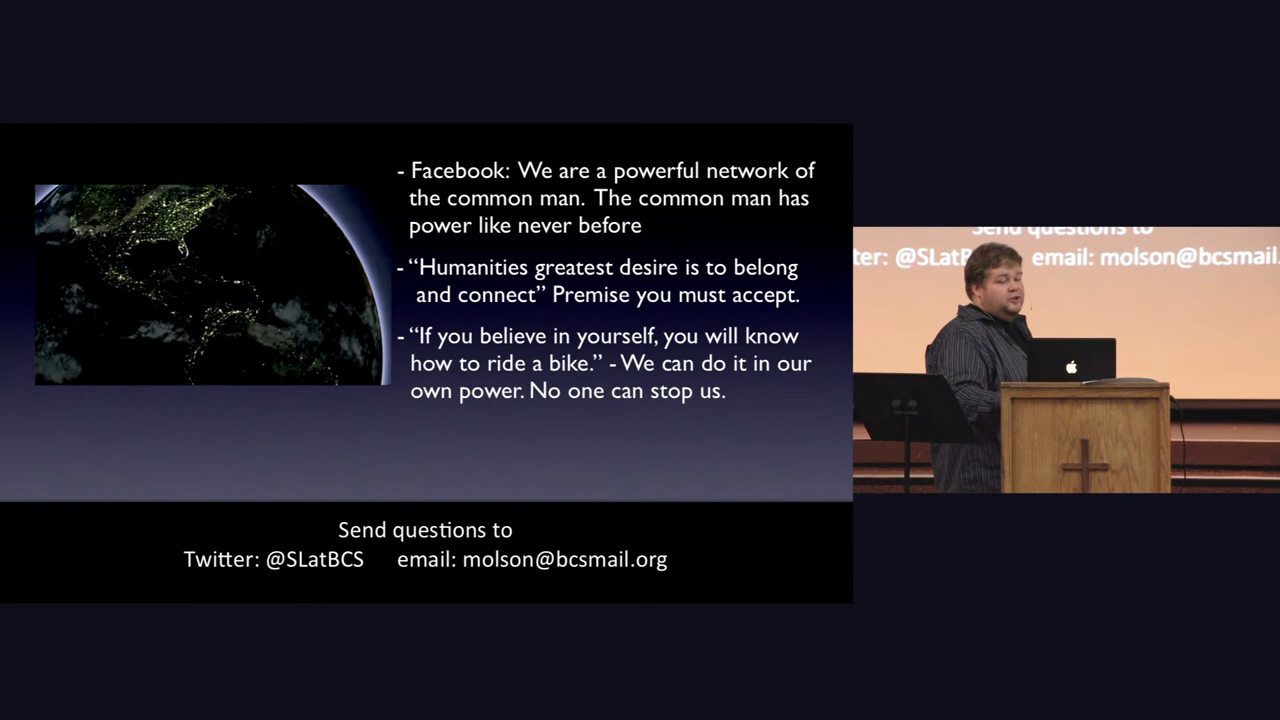 - Facebook: We are a powerful network of
the common man. The common man has
power like never before
- “Humanities greatest desire is to belong
and connect” Premise you must accept.
- “If you believe in yourself, you will know
how to ride a bike.” - We can do it in our
own power. No one can stop us.
Send questions to
Twitter: @SLatBCS email: molson@bcsmail.org
Send questions to
ter: @SLatB email: molson@bcsmail.